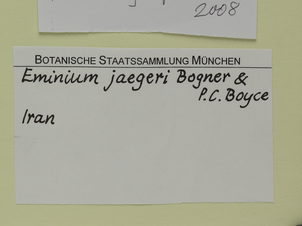 2008
BOTANISCHE STAATSSAMMLUNG MÜNCHEN
Eminium jaegeri Bogner &
P.C. Boyce
Iran